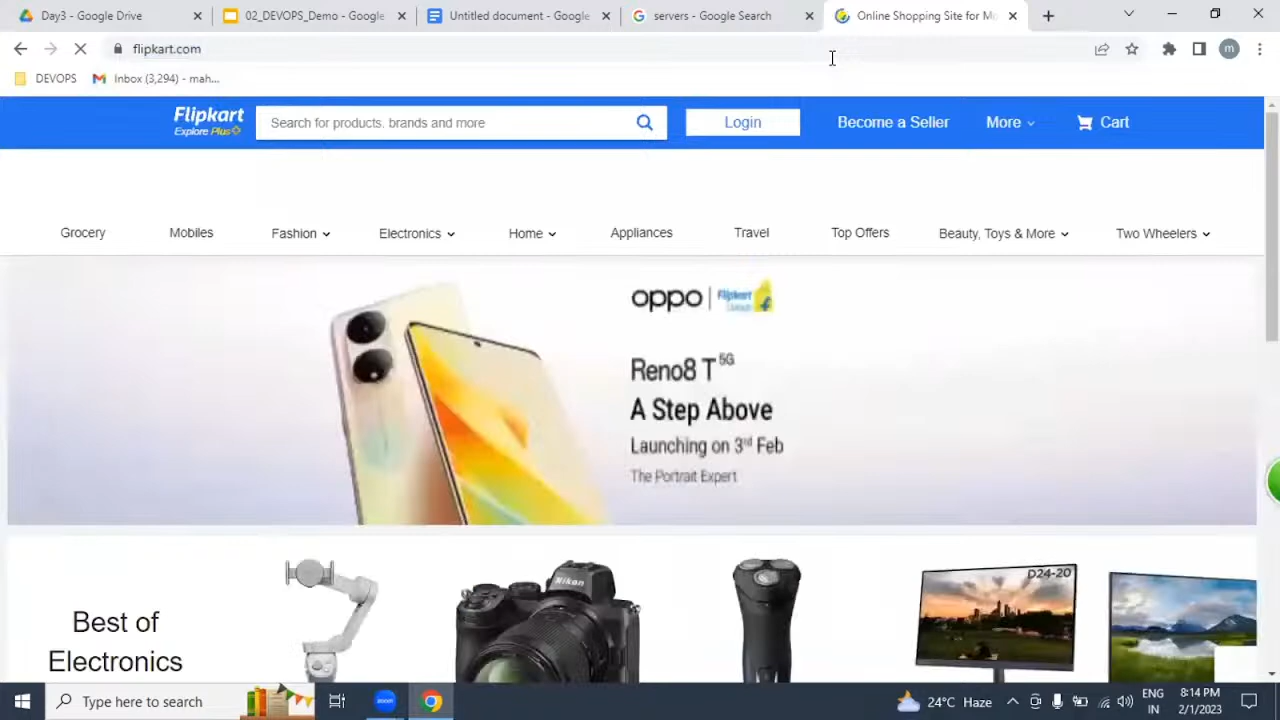 Day3 - Google Drive
02_DEVOPS_Demo - Google
Untitled document - Google
servers - Google Search
Online Shopping Site for Mo
flipkart.com
m
DEVOPS
Inbox (3,294) - mah...
Flipkart
Explore Plus
Search for products, brands and more
Login
Become a Seller
More
Cart
Grocery
Mobiles
Fashion
Electronics
Home
Appliances
Travel
Top Offers
Beauty, Toys & More
Two Wheelers
oppo
Flipkart
Reno8 T 5G
A Step Above
Launching on 3rd Feb
The Portrait Expert
Nikon
D24-20
Best of
Electronics
Type here to search
zoom
24°C Haze
ENG
IN
8:14 PM
2/1/2023